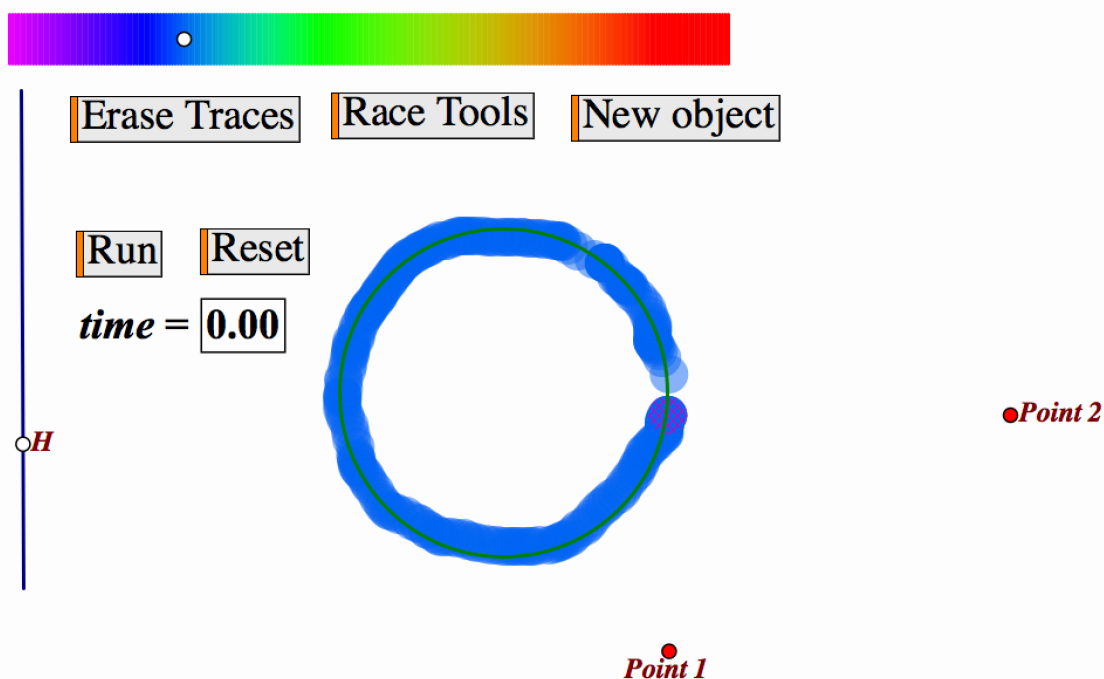 Erase Traces
Race Tools
New object
Run
Reset
time = 0.00
Point 2
H
Point 1